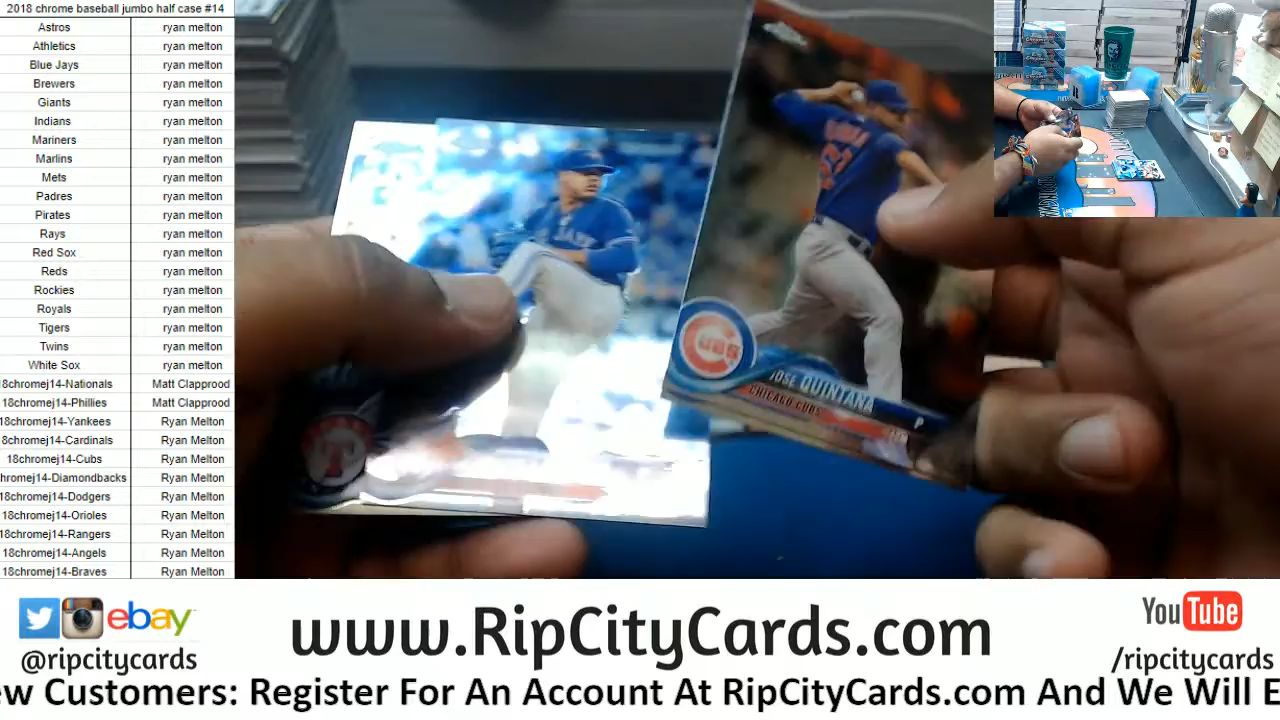 2018 chrome baseball jumbo half case #14
Astros ryan melton
Athletics ryan melton
Blue Jays ryan melton
Brewers ryan melton
Giants ryan melton
Indians ryan melton
Mariners ryan melton
Marlins ryan melton
Mets ryan melton
Padres ryan melton
Pirates ryan melton
Rays ryan melton
Red Sox ryan melton
Reds ryan melton
Rockies ryan melton
Royals ryan melton
Tigers ryan melton
Twins ryan melton
White Sox ryan melton
18chromej14-Nationals Matt Clapprood
18chromej14-Phillies Matt Clapprood
18chromej14-Yankees Ryan Melton
18chromej14-Cardinals Ryan Melton
18chromej14-Cubs Ryan Melton
hromej14-Diamondbacks Ryan Melton
18chromej14-Dodgers Ryan Melton
18chromej14-Orioles Ryan Melton
18chromej14-Rangers Ryan Melton
18chromej14-Angels Ryan Melton
18chromej14-Braves Ryan Melton
CUBS
JOSE QUINTANA
CHICAGO CUBS
P
ebay
@ripcitycards
www.RipCityCards.com
YouTube
/ripcitycards
ew Customers: Register For An Account At RipCityCards.com And We Will E